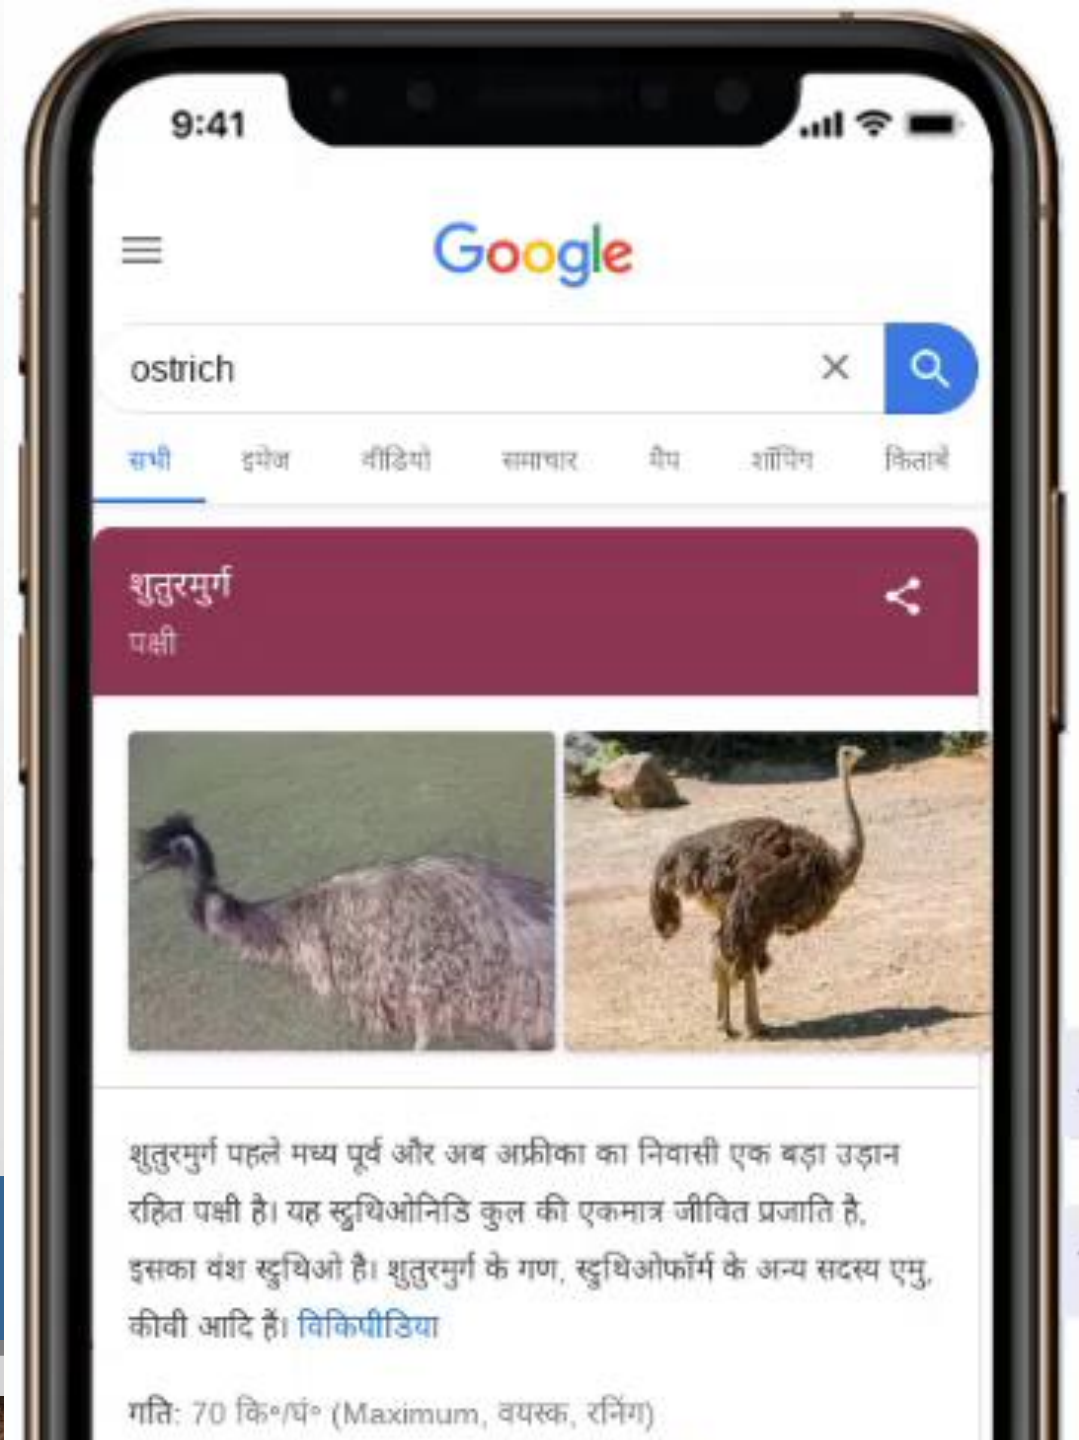 9:41
Google
ostrich
सभी इमेज वीडियो समाचार मैप शॉपिंग किताबें
शुतुरमुर्ग
पक्षी
शुतुरमुर्ग पहले मध्य पूर्व और अब अफ्रीका का निवासी एक बड़ा उड़ान
रहित पक्षी है। यह स्ट्रुथिओनिडि कुल की एकमात्र जीवित प्रजाति है,
इसका वंश स्ट्रुथिओ है। शुतुरमुर्ग के गण, स्ट्रुथिओफॉर्म के अन्य सदस्य एमु,
कीवी आदि हैं। विकिपीडिया
गति: 70 कि॰/घं॰ (Maximum, वयस्क, रनिंग)